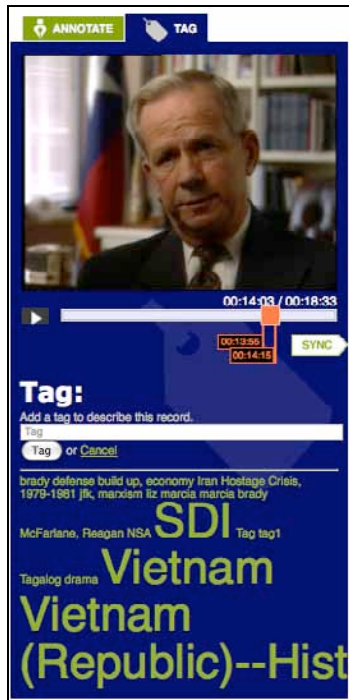 ANNOTATE TAG
00:14:03 / 00:18:33
00:13:55
00:14:15
SYNC
Tag:
Add a tag to describe this record.
Tag
Tag or Cancel
brady defense build up, economy Iran Hostage Crisis,
1979-1981 jfk, marxism liz marcia marcia brady
McFarlane, Reagan NSA SDI Tag tag1
Tagalog drama Vietnam
Vietnam
(Republic)--Hist